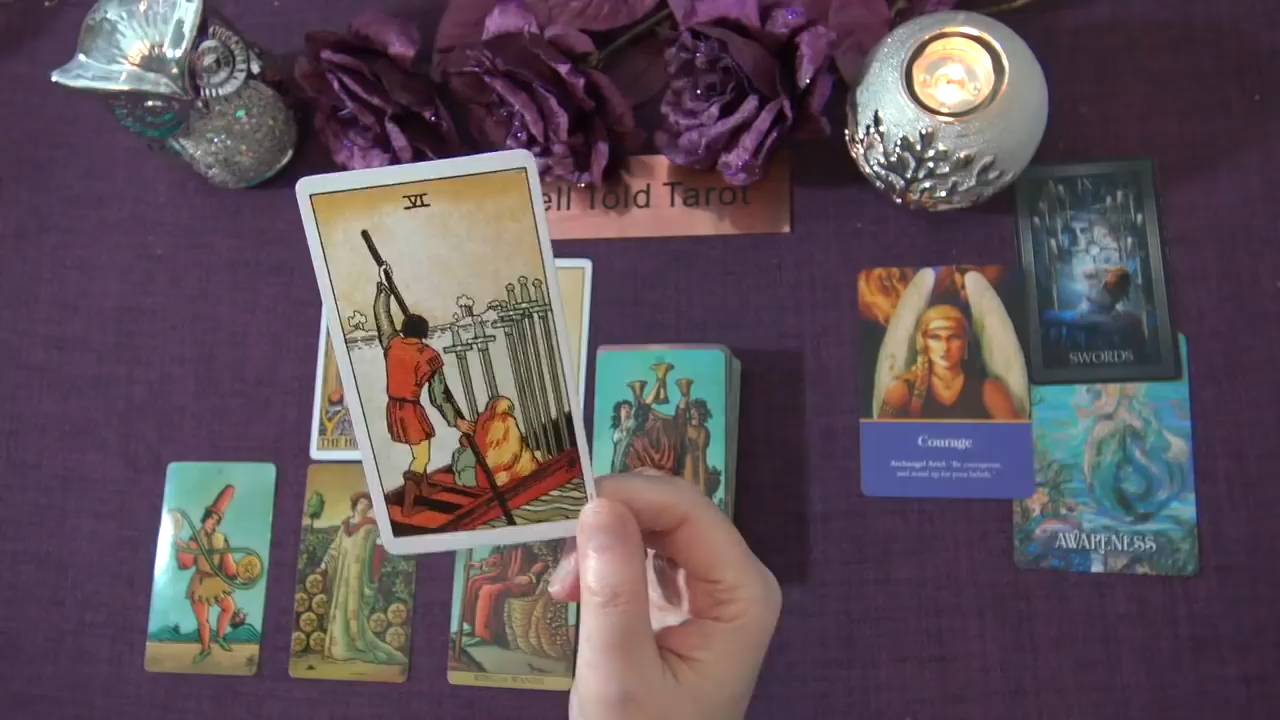 VI
ell Told Tarot
IX
SWORDS
Courage
Archangel Ariel: "Be courageous,
and stand up for your beliefs."
THE HI
AWARENESS
KING OF WANDS